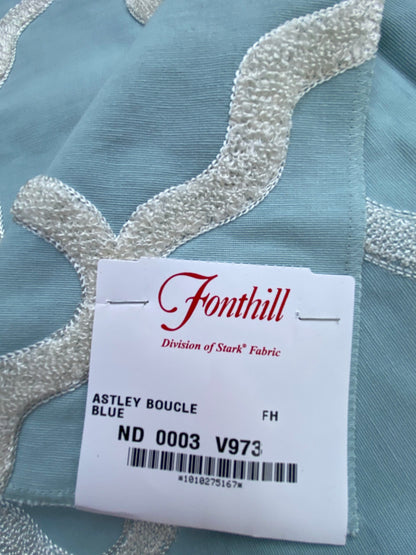 Fonthill
Division of Stark® Fabric
ASTLEY BOUCLE FH
BLUE
ND 0003 V973
*1010275167*